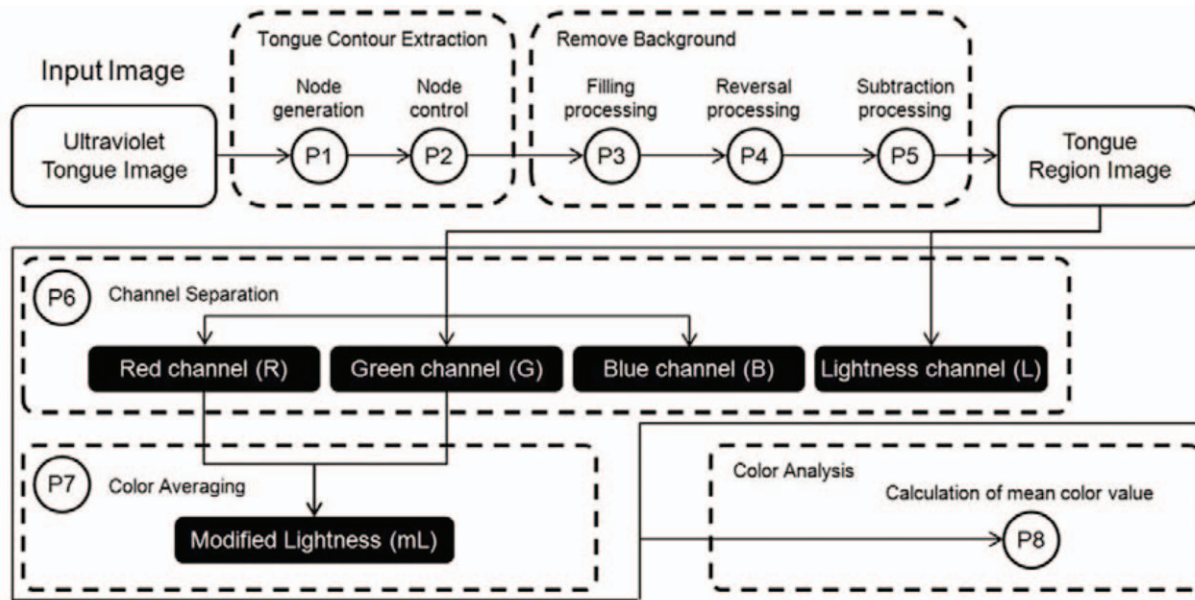 Input Image
Ultraviolet
Tongue Image
Tongue Contour Extraction
Node
generation
P1
Node
control
P2
Remove Background
Filling
processing
P3
Reversal
processing
P4
Subtraction
processing
P5
Tongue
Region Image
P6
Channel Separation
Red channel (R)
Green channel (G)
Blue channel (B)
Lightness channel (L)
P7
Color Averaging
Modified Lightness (mL)
Color Analysis
Calculation of mean color value
P8